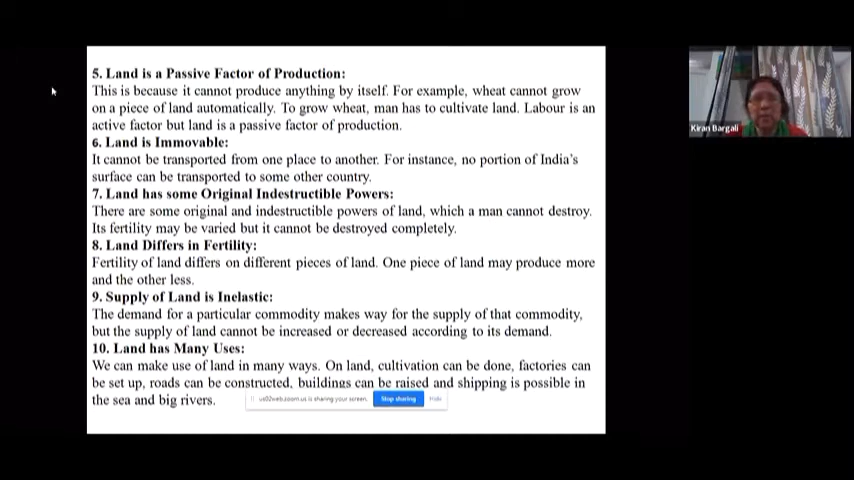 5. Land is a Passive Factor of Production:
This is because it cannot produce anything by itself. For example, wheat cannot grow
on a piece of land automatically. To grow wheat, man has to cultivate land. Labour is an
active factor but land is a passive factor of production.
6. Land is Immovable:
It cannot be transported from one place to another. For instance, no portion of India's
surface can be transported to some other country.
7. Land has some Original Indestructible Powers:
There are some original and indestructible powers of land, which a man cannot destroy.
Its fertility may be varied but it cannot be destroyed completely.
8. Land Differs in Fertility:
Fertility of land differs on different pieces of land. One piece of land may produce more
and the other less.
9. Supply of Land is Inelastic:
The demand for a particular commodity makes way for the supply of that commodity,
but the supply of land cannot be increased or decreased according to its demand.
10. Land has Many Uses:
We can make use of land in many ways. On land, cultivation can be done, factories can
be set up, roads can be constructed, buildings can be raised and shipping is possible in
the sea and big rivers.
us02web.zoom.us is sharing your screen. Stop sharing Hide
Kiran Bargali